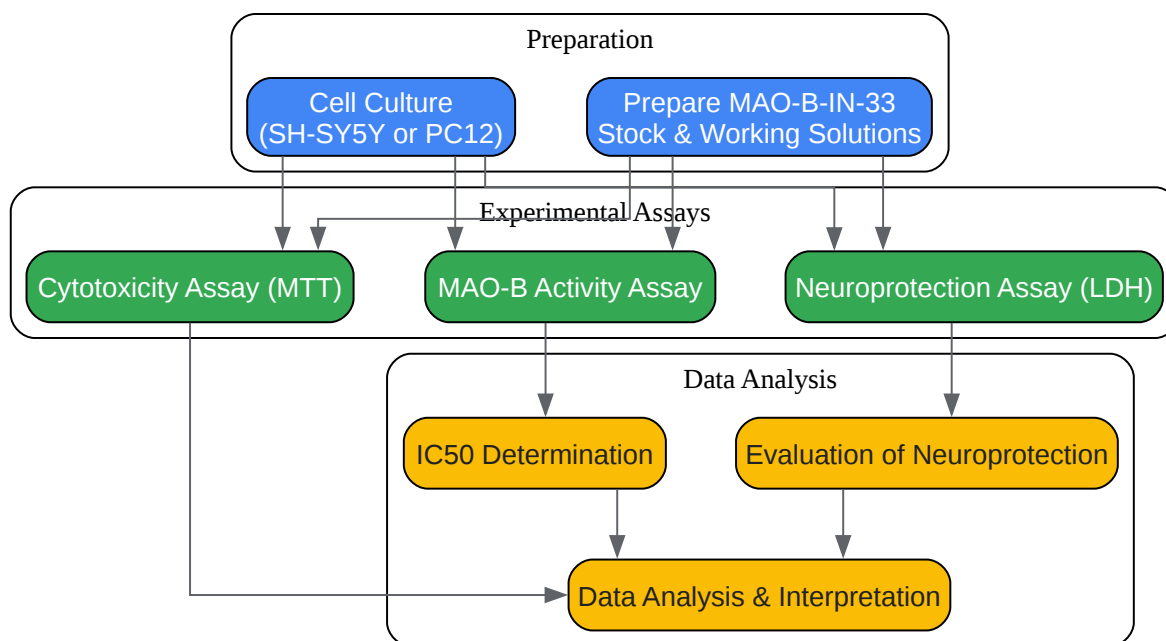 Preparation
Cell Culture
(SH-SY5Y or PC12)
Prepare MAO-B-IN-33
Stock & Working Solutions
Experimental Assays
Cytotoxicity Assay (MTT)
MAO-B Activity Assay
Neuroprotection Assay (LDH)
Data Analysis
IC50 Determination
Evaluation of Neuroprotection
Data Analysis & Interpretation